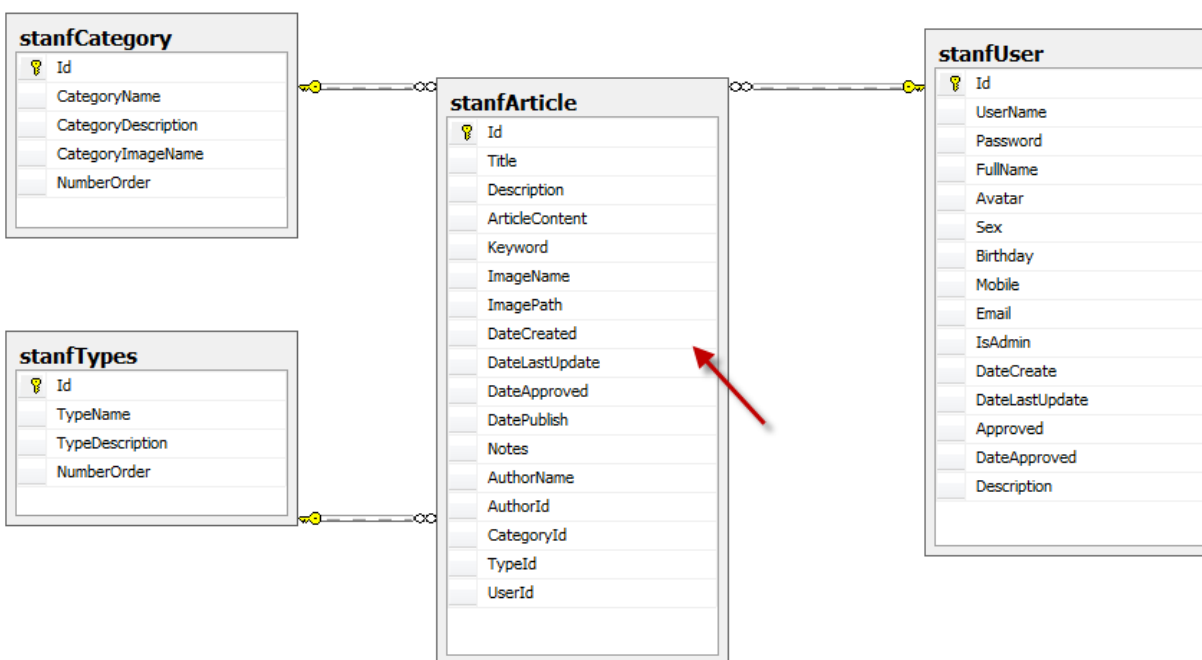 stanfCategory
Id
CategoryName
CategoryDescription
CategoryImageName
NumberOrder
stanfTypes
Id
TypeName
TypeDescription
NumberOrder
stanfArticle
Id
Title
Description
ArticleContent
Keyword
ImageName
ImagePath
DateCreated
DateLastUpdate
DateApproved
DatePublish
Notes
AuthorName
AuthorId
CategoryId
TypeId
UserId
stanfUser
Id
UserName
Password
FullName
Avatar
Sex
Birthday
Mobile
Email
IsAdmin
DateCreate
DateLastUpdate
Approved
DateApproved
Description